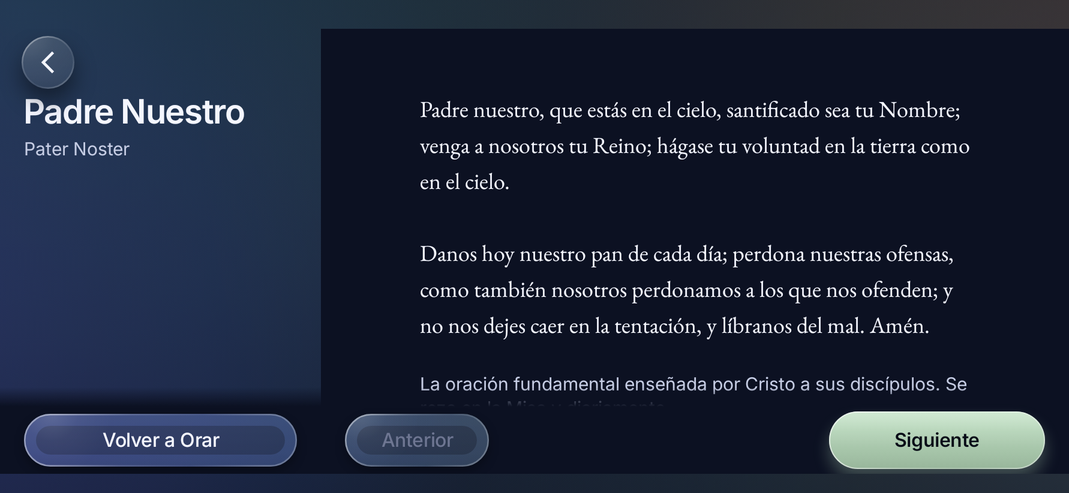 Padre Nuestro
Pater Noster
Padre nuestro, que estás en el cielo, santificado sea tu Nombre;
venga a nosotros tu Reino; hágase tu voluntad en la tierra como
en el cielo.
Danos hoy nuestro pan de cada día; perdona nuestras ofensas,
como también nosotros perdonamos a los que nos ofenden; y
no nos dejes caer en la tentación, y líbranos del mal. Amén.
La oración fundamental enseñada por Cristo a sus discípulos. Se
Volver a Orar
Anterior
Siguiente